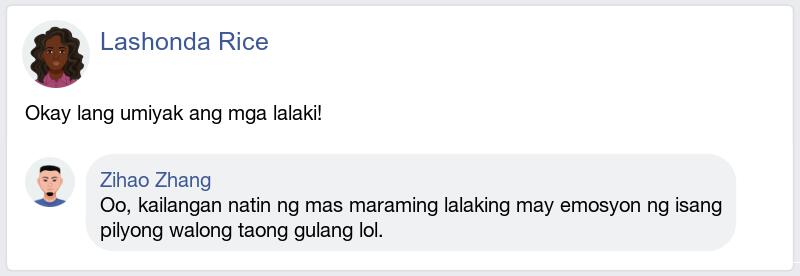 Lashonda Rice
Okay lang umiyak ang mga lalaki!
Zihao Zhang
Oo, kailangan natin ng mas maraming lalaking may emosyon ng isang
pilyong walong taong gulang lol.